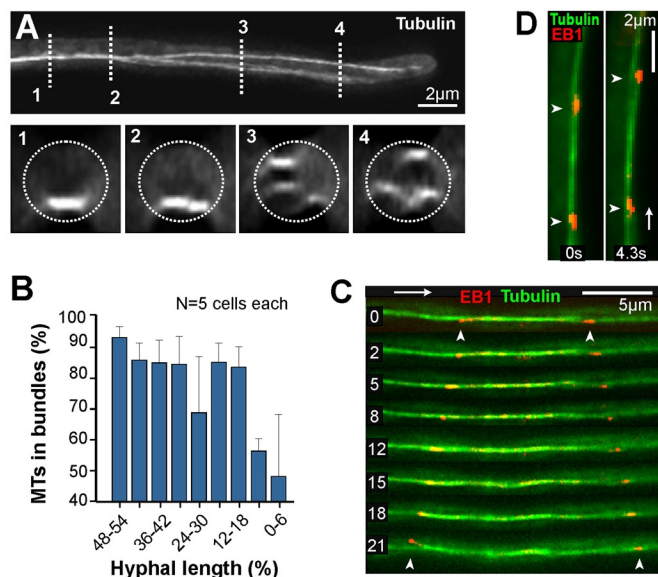 A
Tubulin
1
2
3
4
2µm
1
2
3
4
B
N=5 cells each
MTs in bundles (%)
100
90
80
70
60
50
40
48-54
36-42
24-30
12-18
0-6
Hyphal length (%)
D
Tubulin
EB1
2µm
0s
4.3s
C
EB1 Tubulin
5µm
0
2
5
8
12
15
18
21